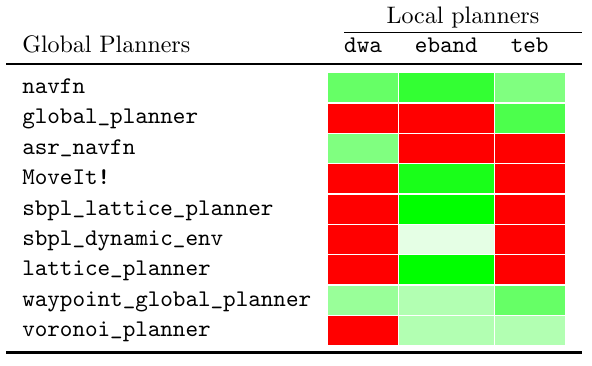 Local planners
Global Planners dwa eband teb
navfn
global_planner
asr_navfn
MoveIt!
sbpl_lattice_planner
sbpl_dynamic_env
lattice_planner
waypoint_global_planner
voronoi_planner